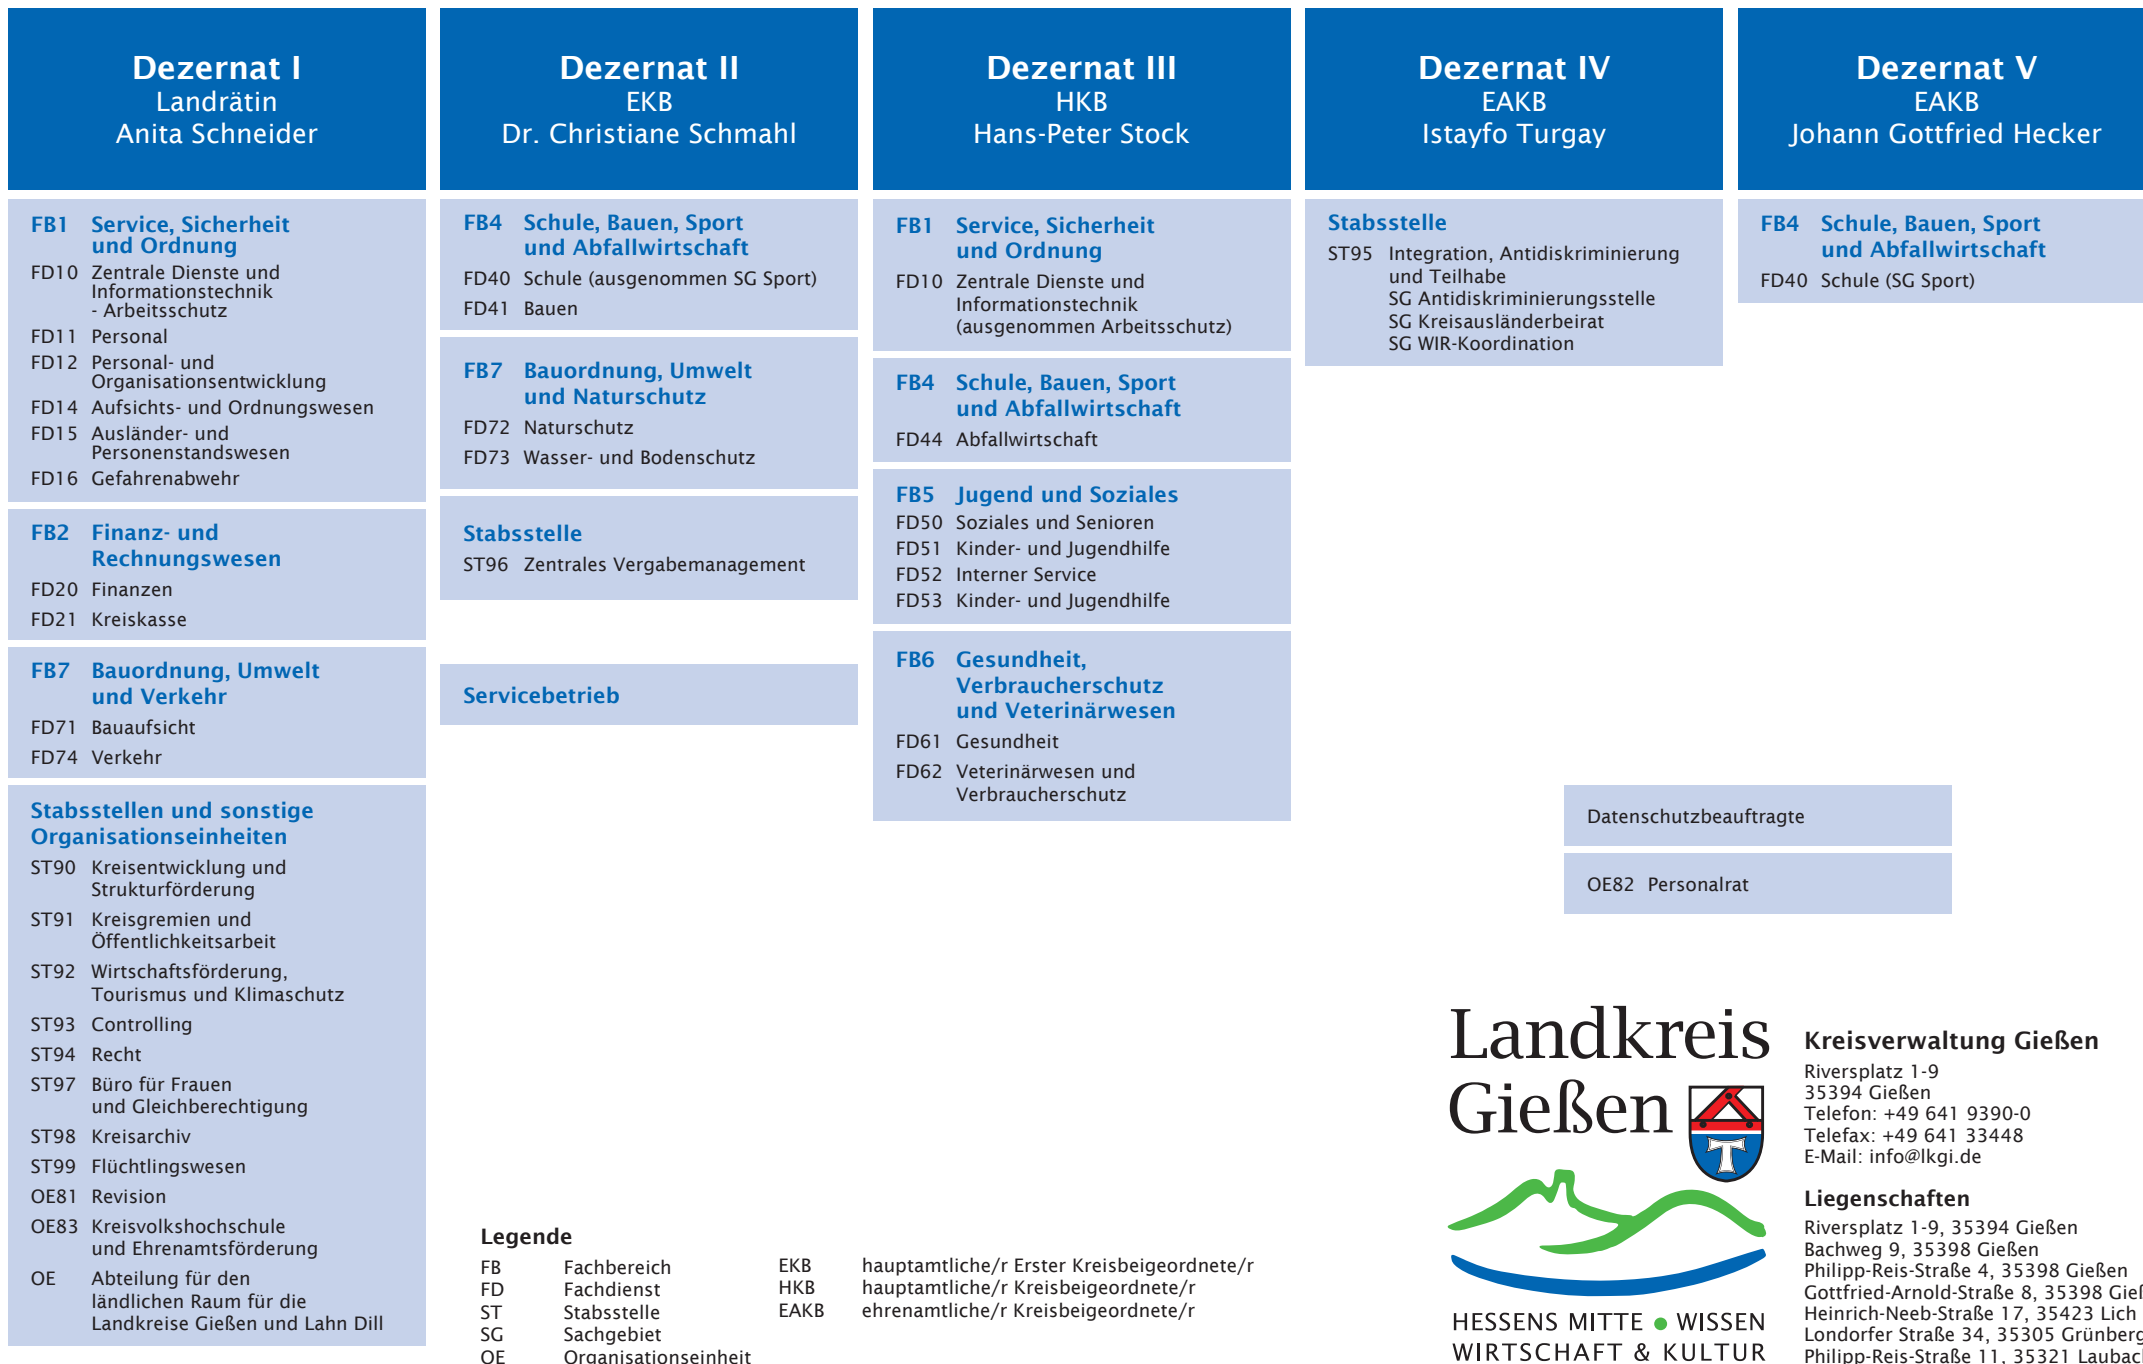 Dezernat I
Landrätin
Anita Schneider
FB1 Service, Sicherheit
und Ordnung
FD10 Zentrale Dienste und
Informationstechnik
- Arbeitsschutz
FD11 Personal
FD12 Personal- und
Organisationsentwicklung
FD14 Aufsichts- und Ordnungswesen
FD15 Ausländer- und
Personenstandswesen
FD16 Gefahrenabwehr
FB2 Finanz- und
Rechnungswesen
FD20 Finanzen
FD21 Kreiskasse
FB7 Bauordnung, Umwelt
und Verkehr
FD71 Bauaufsicht
FD74 Verkehr
Stabsstellen und sonstige
Organisationseinheiten
ST90 Kreisentwicklung und
Strukturförderung
ST91 Kreisgremien und
Öffentlichkeitsarbeit
ST92 Wirtschaftsförderung,
Tourismus und Klimaschutz
ST93 Controlling
ST94 Recht
ST97 Büro für Frauen
und Gleichberechtigung
ST98 Kreisarchiv
ST99 Flüchtlingswesen
OE81 Revision
OE83 Kreisvolkshochschule
und Ehrenamtsförderung
OE Abteilung für den
ländlichen Raum für die
Landkreise Gießen und Lahn Dill
Dezernat II
EKB
Dr. Christiane Schmahl
FB4 Schule, Bauen, Sport
und Abfallwirtschaft
FD40 Schule (ausgenommen SG Sport)
FD41 Bauen
FB7 Bauordnung, Umwelt
und Naturschutz
FD72 Naturschutz
FD73 Wasser- und Bodenschutz
Stabsstelle
ST96 Zentrales Vergabemanagement
Servicebetrieb
Dezernat III
HKB
Hans-Peter Stock
FB1 Service, Sicherheit
und Ordnung
FD10 Zentrale Dienste und
Informationstechnik
(ausgenommen Arbeitsschutz)
FB4 Schule, Bauen, Sport
und Abfallwirtschaft
FD44 Abfallwirtschaft
FB5 Jugend und Soziales
FD50 Soziales und Senioren
FD51 Kinder- und Jugendhilfe
FD52 Interner Service
FD53 Kinder- und Jugendhilfe
FB6 Gesundheit,
Verbraucherschutz
und Veterinärwesen
FD61 Gesundheit
FD62 Veterinärwesen und
Verbraucherschutz
Dezernat IV
EAKB
Istayfo Turgay
Stabsstelle
ST95 Integration, Antidiskriminierung
und Teilhabe
SG Antidiskriminierungsstelle
SG Kreisausländerbeirat
SG WIR-Koordination
Dezernat V
EAKB
Johann Gottfried Hecker
FB4 Schule, Bauen, Sport
und Abfallwirtschaft
FD40 Schule (SG Sport)
Datenschutzbeauftragte
OE82 Personalrat
Legende
FB Fachbereich
FD Fachdienst
ST Stabsstelle
SG Sachgebiet
OE Organisationseinheit
EKB hauptamtliche/r Erster Kreisbeigeordnete/r
HKB hauptamtliche/r Kreisbeigeordnete/r
EAKB ehrenamtliche/r Kreisbeigeordnete/r
Landkreis
Gießen
HESSENS MITTE ● WISSEN
WIRTSCHAFT & KULTUR
Kreisverwaltung Gießen
Riversplatz 1-9
35394 Gießen
Telefon: +49 641 9390-0
Telefax: +49 641 33448
E-Mail: info@lkgi.de
Liegenschaften
Riversplatz 1-9, 35394 Gießen
Bachweg 9, 35398 Gießen
Philipp-Reis-Straße 4, 35398 Gießen
Gottfried-Arnold-Straße 8, 35398
Heinrich-Neeb-Straße 17, 35423 Lich
Londorfer Straße 34, 35305 Grünberg
Philipp-Reis-Straße 11, 35321 Laubach